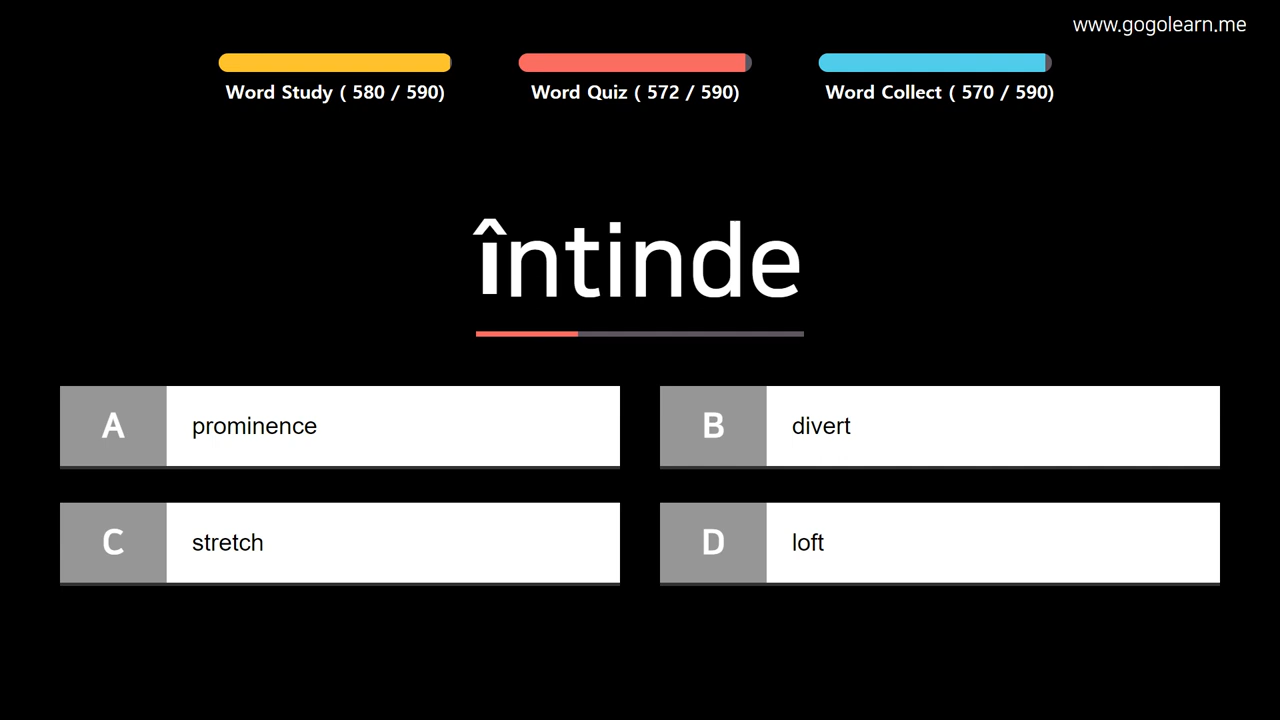 www.gogolearn.me
Word Study ( 580 / 590)
Word Quiz ( 572 / 590)
Word Collect ( 570 / 590)
întinde
A prominence
B divert
C stretch
D loft